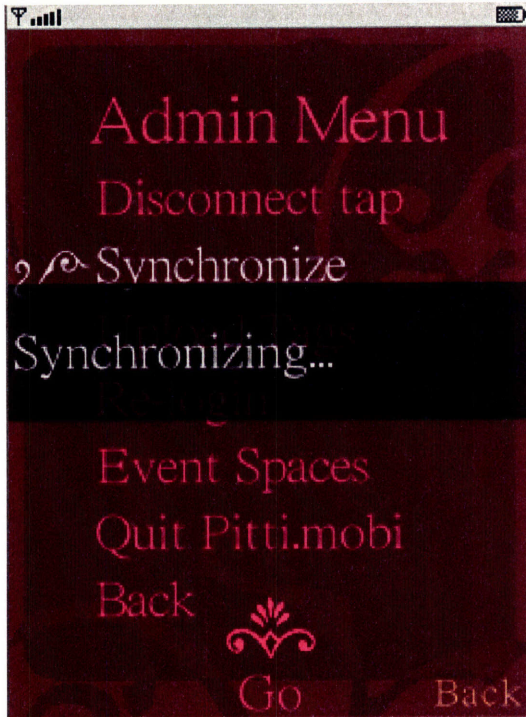 Admin Menu
Disconnect tap
Synchronize
Synchronizing...
Event Spaces
Quit Pitti.mobi
Back
Go
Back